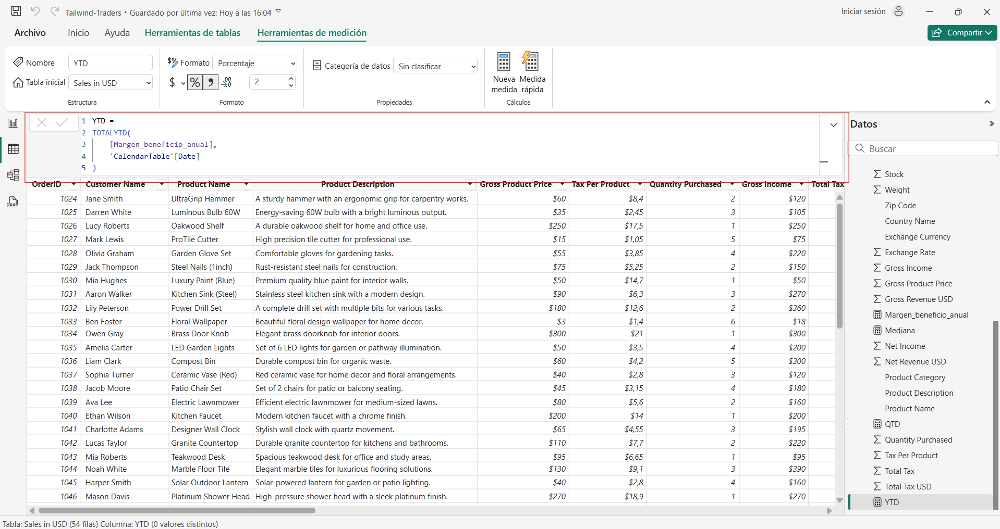 Tailwind-Traders • Guardado por última vez: Hoy a las 16:04
Iniciar sesión
Archivo Inicio Ayuda Herramientas de tablas Herramientas de medición
Compartir
Nombre YTD
Tabla inicial Sales in USD
Estructura
Formato Porcentaje
$ % , .00 .0 2
Formato
Categoría de datos Sin clasificar
Propiedades
Nueva medida
Medida rápida
Cálculos
1 YTD =
2 TOTALYTD(
3 [Margen_beneficio_anual],
4 'CalendarTable'[Date]
5 )
DAX
OrderID Customer Name Product Name Product Description Gross Product Price Tax Per Product Quantity Purchased Gross Income Total Tax
1024 Jane Smith UltraGrip Hammer A sturdy hammer with an ergonomic grip for carpentry works. $60 $8,4 2 $120
1025 Darren White Luminous Bulb 60W Energy-saving 60W bulb with a bright luminous output. $35 $2,45 3 $105
1026 Lucy Roberts Oakwood Shelf A durable oakwood shelf for home and office use. $250 $17,5 1 $250
1027 Mark Lewis ProTile Cutter High precision tile cutter for professional use. $15 $1,05 5 $75
1028 Olivia Graham Garden Glove Set Comfortable gloves for gardening tasks. $55 $3,85 4 $220
1029 Jack Thompson Steel Nails (1inch) Rust-resistant steel nails for construction. $75 $5,25 2 $150
1030 Mia Hughes Luxury Paint (Blue) Premium quality blue paint for interior walls. $50 $14,7 1 $50
1031 Aaron Walker Kitchen Sink (Steel) Stainless steel kitchen sink with a modern design. $90 $6,3 3 $270
1032 Lily Peterson Power Drill Set A complete drill set with multiple bits for various tasks. $180 $12,6 2 $360
1033 Ben Foster Floral Wallpaper Beautiful floral design wallpaper for home decor. $3 $1,4 6 $18
1034 Owen Gray Brass Door Knob Elegant brass doorknob for interior doors. $300 $21 1 $300
1035 Amelia Carter LED Garden Lights Set of 6 LED lights for garden or pathway illumination. $50 $3,5 4 $200
1036 Liam Clark Compost Bin Durable compost bin for organic waste. $60 $4,2 5 $300
1037 Sophia Turner Ceramic Vase (Red) Red ceramic vase for home decor and floral arrangements. $40 $2,8 3 $120
1038 Jacob Moore Patio Chair Set Set of 2 chairs for patio or balcony seating. $45 $3,15 4 $180
1039 Ava Lee Electric Lawnmower Efficient electric lawnmower for medium-sized lawns. $80 $5,6 2 $160
1040 Ethan Wilson Kitchen Faucet Modern kitchen faucet with a chrome finish. $200 $14 1 $200
1041 Charlotte Adams Designer Wall Clock Stylish wall clock with quartz movement. $65 $4,55 3 $195
1042 Lucas Taylor Granite Countertop Durable granite countertop for kitchens and bathrooms. $110 $7,7 2 $220
1043 Mia Roberts Teakwood Desk Spacious teakwood desk for office and study areas. $95 $6,65 1 $95
1044 Noah White Marble Floor Tile Elegant marble tiles for luxurious flooring solutions. $130 $9,1 3 $390
1045 Harper Smith Solar Outdoor Lantern Solar-powered lantern for garden or patio lighting. $40 $2,8 4 $160
1046 Mason Davis Platinum Shower Head High-pressure shower head with a sleek platinum finish. $270 $18,9 1 $270
Datos
Buscar
Stock
Weight
Zip Code
Country Name
Exchange Currency
Exchange Rate
Gross Income
Gross Product Price
Gross Revenue USD
Margen_beneficio_anual
Mediana
Net Income
Net Revenue USD
Product Category
Product Description
Product Name
QTD
Quantity Purchased
Tax Per Product
Total Tax
Total Tax USD
YTD
Tabla: Sales in USD (54 filas) Columna: YTD (0 valores distintos)